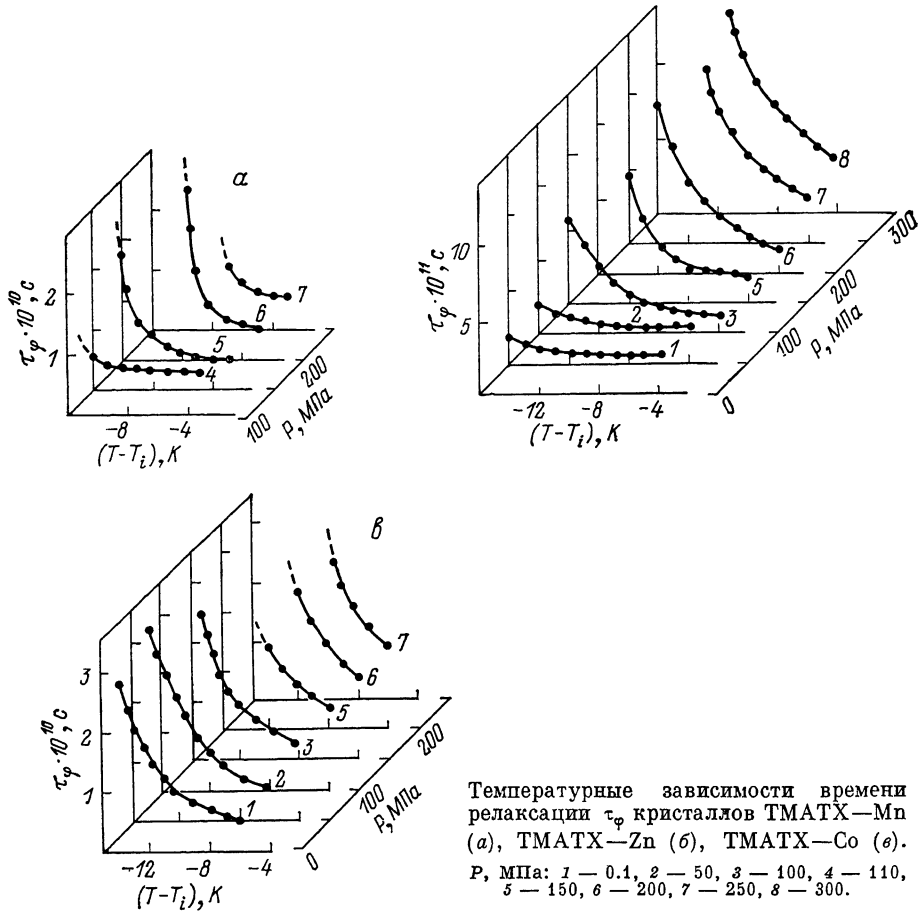 а
τφ·10¹⁰, с
2
1
7
6
5
4
−8
−4
(T−Tᵢ), К
100
200
P, МПа
τφ·10¹¹, с
10
5
8
7
6
5
3
2
1
−12
−8
−4
(T−Tᵢ), К
0
100
200
300
P, МПа
в
τφ·10¹⁰, с
3
2
1
7
6
5
3
2
1
−12
−8
−4
(T−Tᵢ), К
0
100
200
P, МПа
Температурные зависимости времени
релаксации τφ кристаллов ТМАТХ—Mn
(а), ТМАТХ—Zn (б), ТМАТХ—Co (в).
P, МПа: 1 — 0.1, 2 — 50, 3 — 100, 4 — 110,
5 — 150, 6 — 200, 7 — 250, 8 — 300.